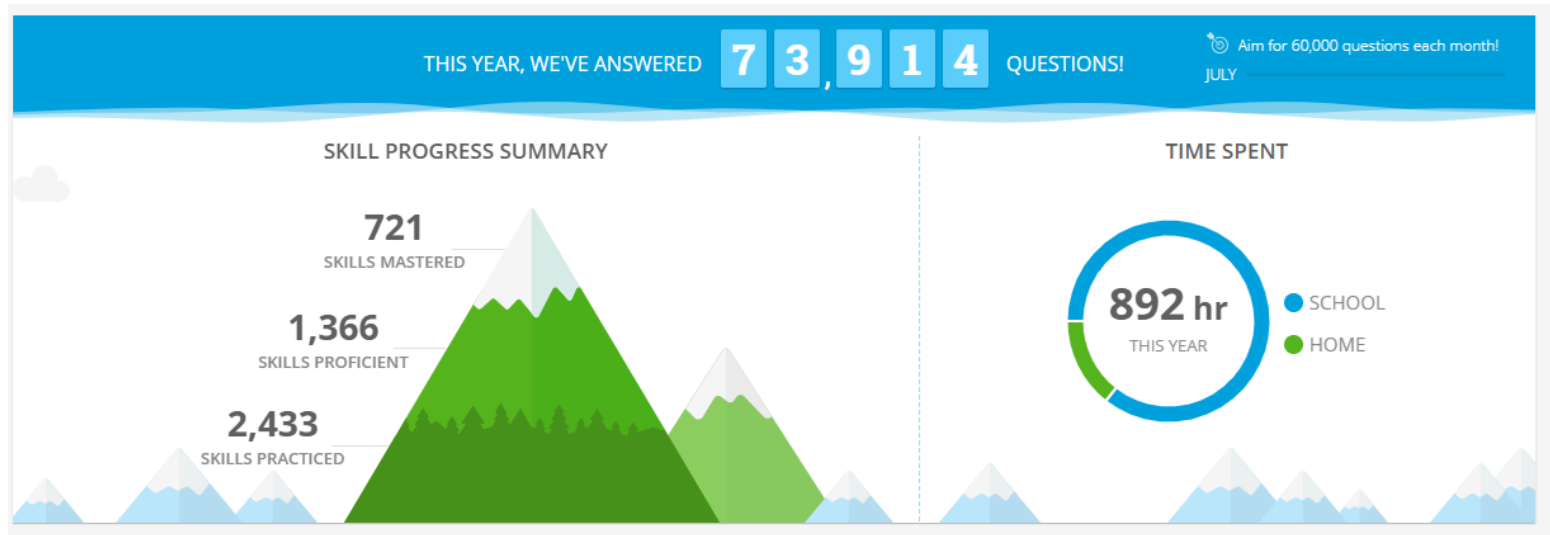 THIS YEAR, WE'VE ANSWERED 73,914 QUESTIONS!
Aim for 60,000 questions each month!
JULY
SKILL PROGRESS SUMMARY
721
SKILLS MASTERED
1,366
SKILLS PROFICIENT
2,433
SKILLS PRACTICED
TIME SPENT
892 hr
THIS YEAR
SCHOOL
HOME